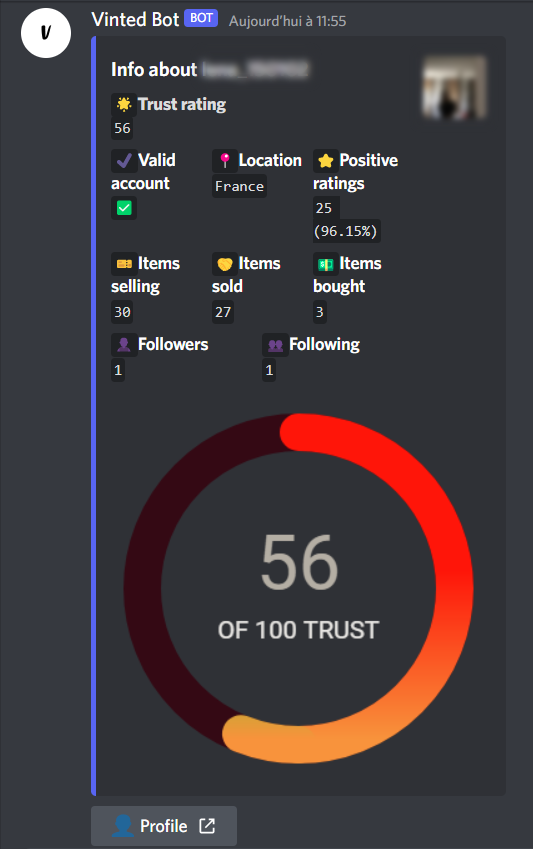 Vinted Bot BOT Aujourd'hui à 11:55
Info about
Trust rating
56
Valid account
Location
Positive ratings
France
25
(96.15%)
Items selling
Items sold
Items bought
30
27
3
Followers
Following
1
1
56
OF 100 TRUST
Profile